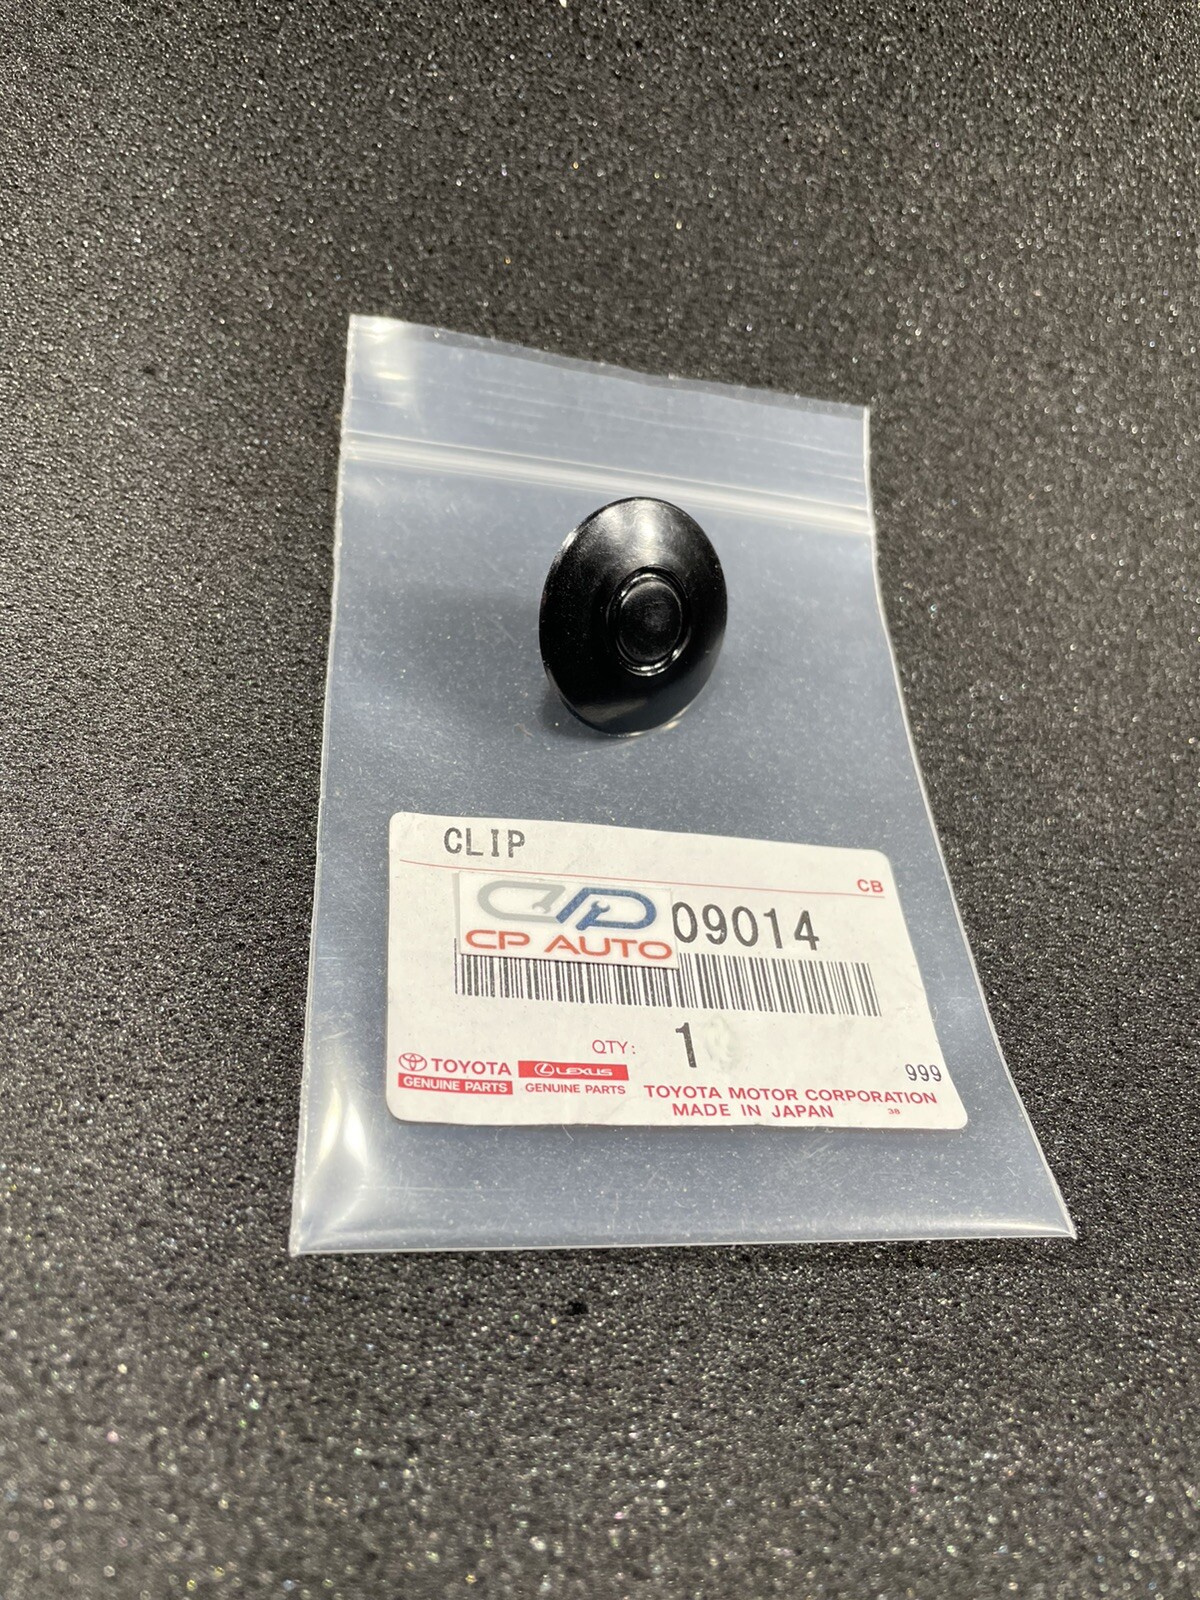 CLIP
CB
CP AUTO
09014
QTY: 1
999
TOYOTA
GENUINE PARTS
LEXUS
GENUINE PARTS
TOYOTA MOTOR CORPORATION
MADE IN JAPAN
38